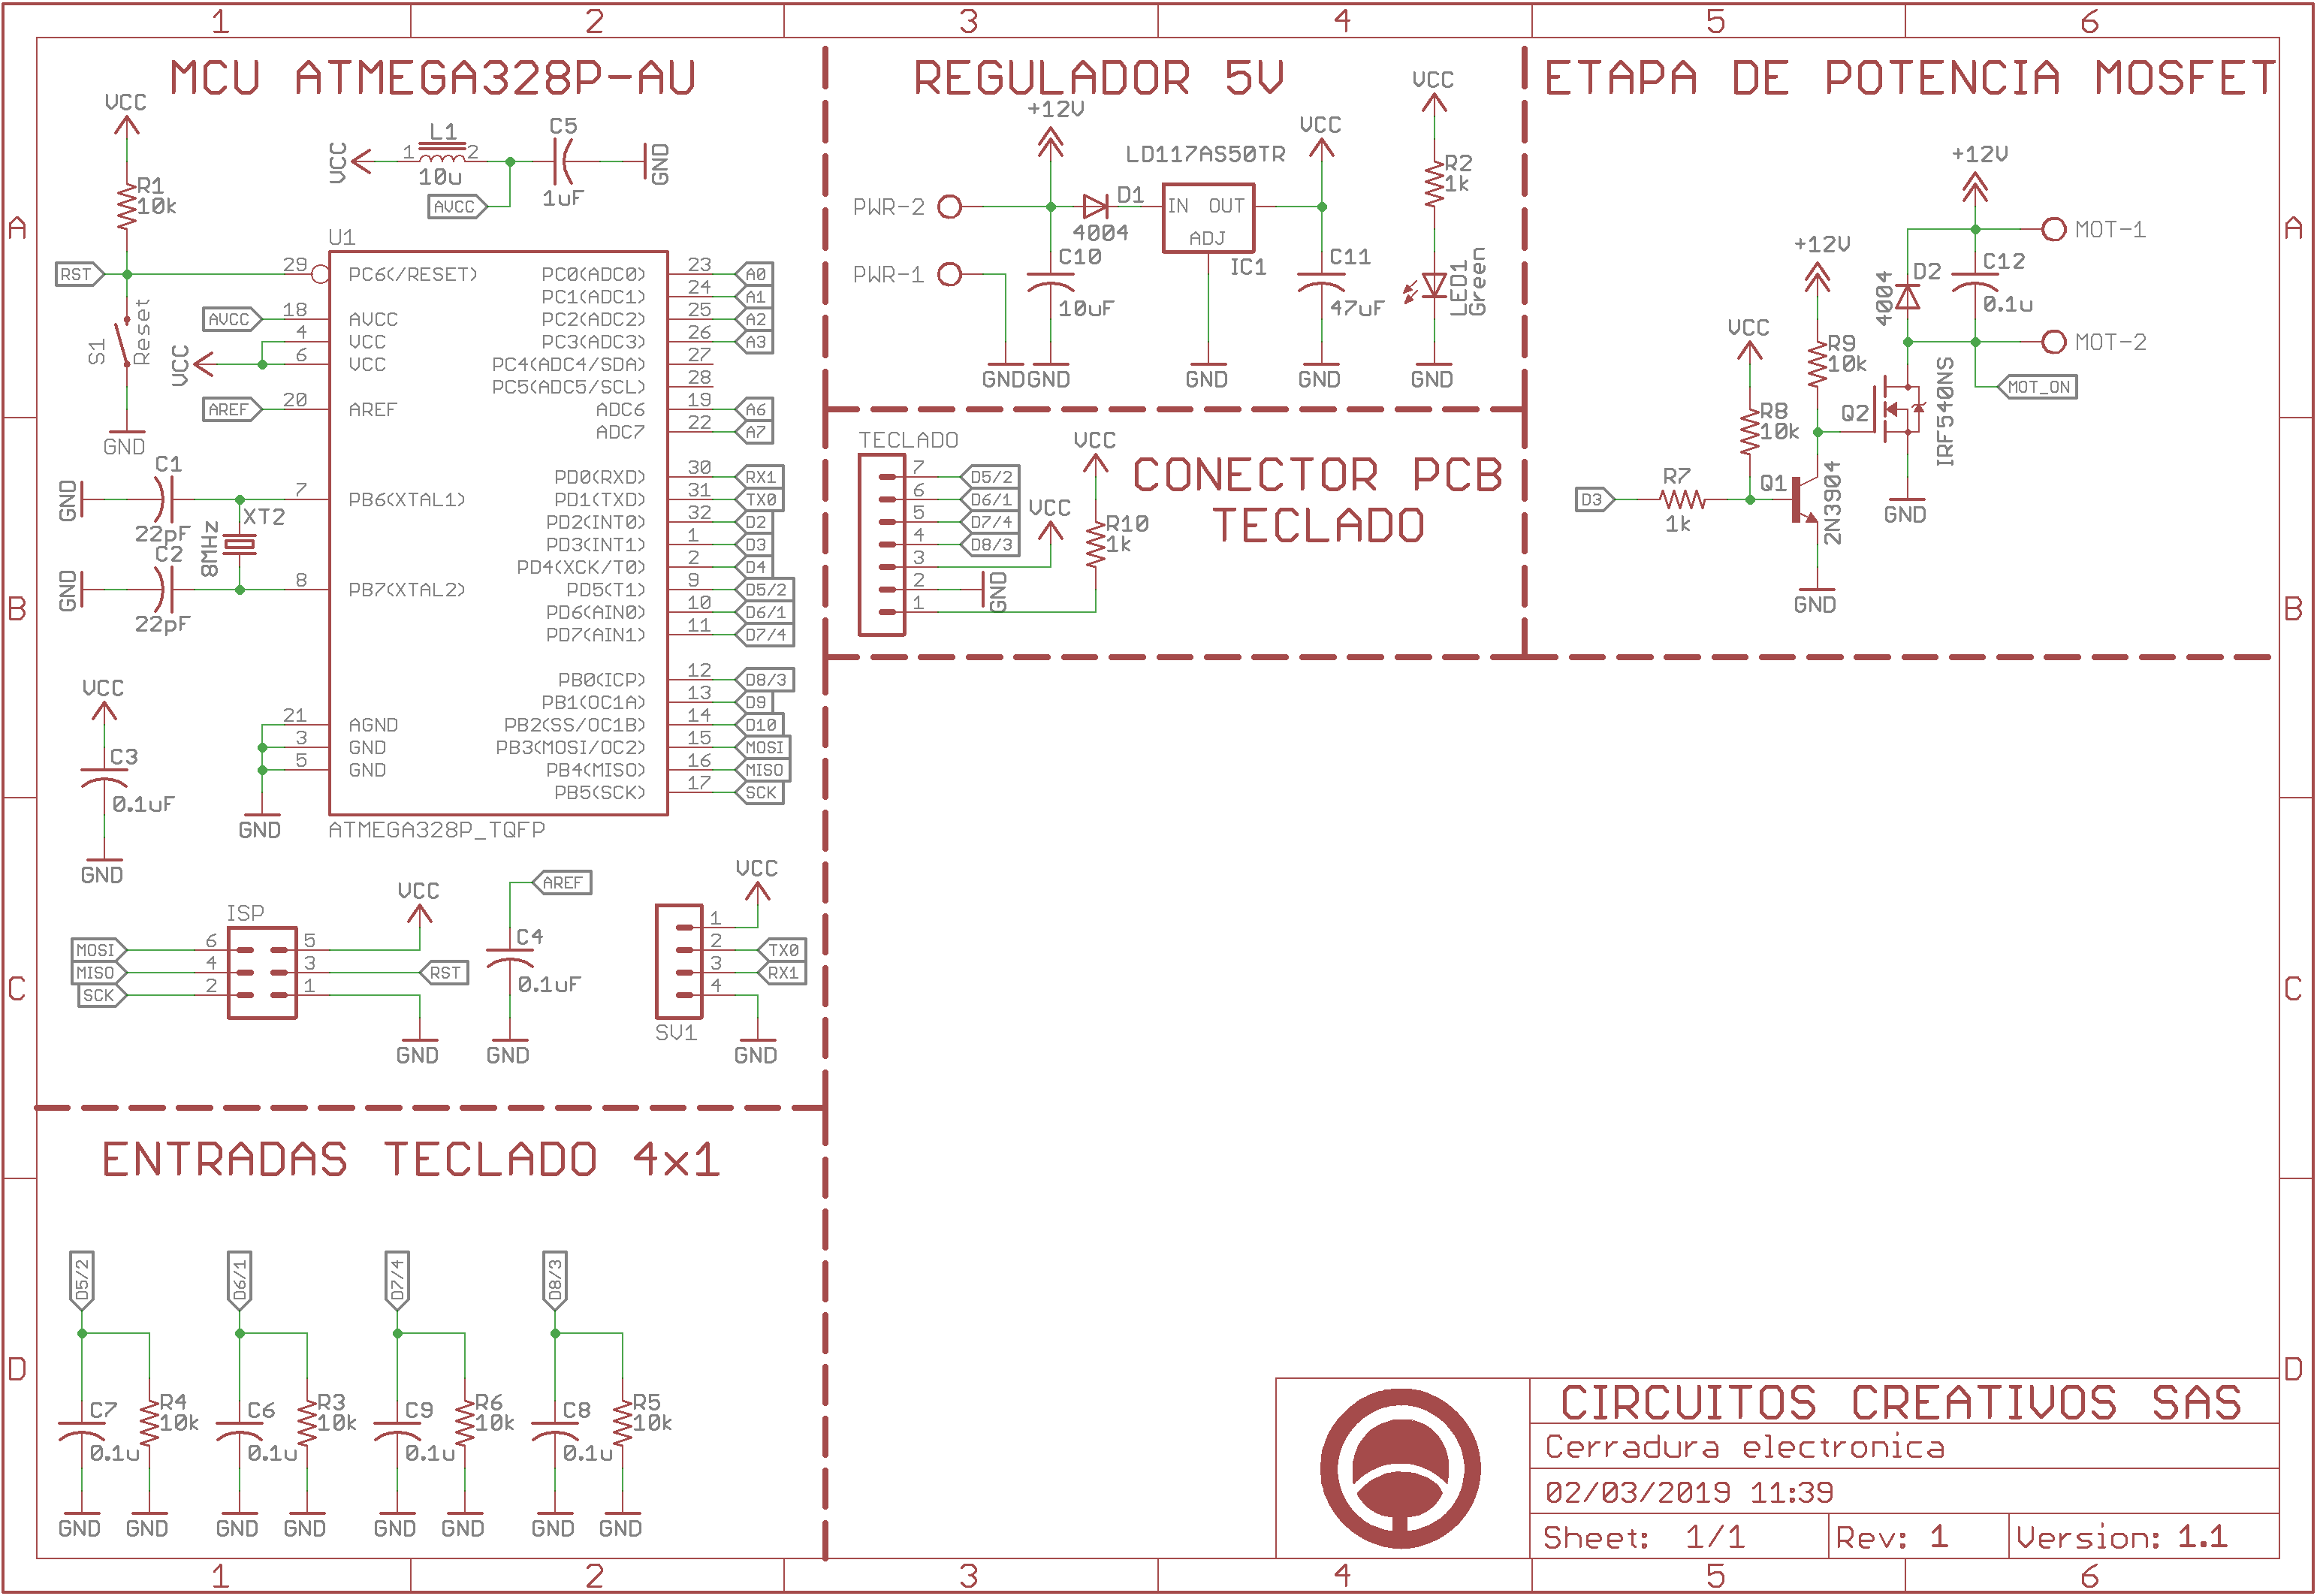 1 2 3 4 5 6
A
B
C
D
MCU ATMEGA328P-AU
VCC
R1
10k
RST
S1
Reset
GND
VCC
L1
1 2
10u
AVCC
C5
1uF
GND
U1
29 PC6(/RESET)
AVCC 18 AVCC
4 VCC
VCC 6 VCC
AREF 20 AREF
GND C1 22pF
7 PB6(XTAL1)
XT2
8MHz
GND C2 22pF
8 PB7(XTAL2)
21 AGND
3 GND
5 GND
GND
PC0(ADC0) 23 A0
PC1(ADC1) 24 A1
PC2(ADC2) 25 A2
PC3(ADC3) 26 A3
PC4(ADC4/SDA) 27
PC5(ADC5/SCL) 28
ADC6 19 A6
ADC7 22 A7
PD0(RXD) 30 RX1
PD1(TXD) 31 TX0
PD2(INT0) 32 D2
PD3(INT1) 1 D3
PD4(XCK/T0) 2 D4
PD5(T1) 9 D5/2
PD6(AIN0) 10 D6/1
PD7(AIN1) 11 D7/4
PB0(ICP) 12 D8/3
PB1(OC1A) 13 D9
PB2(SS/OC1B) 14 D10
PB3(MOSI/OC2) 15 MOSI
PB4(MISO) 16 MISO
PB5(SCK) 17 SCK
ATMEGA328P_TQFP
VCC
C3
0.1uF
GND
ISP
MOSI 6 5
MISO 4 3 RST
SCK 2 1
VCC
GND
AREF
C4
0.1uF
GND
VCC
1
2 TX0
3 RX1
4
SV1
GND
ENTRADAS TECLADO 4x1
D5/2
C7
0.1u
R4
10k
GND GND
D6/1
C6
0.1u
R3
10k
GND GND
D7/4
C9
0.1u
R6
10k
GND GND
D8/3
C8
0.1u
R5
10k
GND GND
REGULADOR 5V
+12V
PWR-2
PWR-1
D1
4004
C10
10uF
GND GND
LD117AS50TR
IN OUT
ADJ
IC1
GND
VCC
C11
47uF
GND
VCC
R2
1k
LED1
Green
GND
CONECTOR PCB
TECLADO
TECLADO
7 D5/2
6 D6/1
5 D7/4
4 D8/3
3
2
1
VCC
GND
VCC
R10
1k
ETAPA DE POTENCIA MOSFET
+12V
MOT-1
D2
4004
C12
0.1u
MOT-2
MOT_ON
+12V
R9
10k
VCC
R8
10k
Q2
IRF540NS
GND
D3
R7
1k
Q1
2N3904
GND
CIRCUITOS CREATIVOS SAS
Cerradura electronica
02/03/2019 11:39
Sheet: 1/1
Rev: 1
Version: 1.1
A
B
C
D
1 2 3 4 5 6